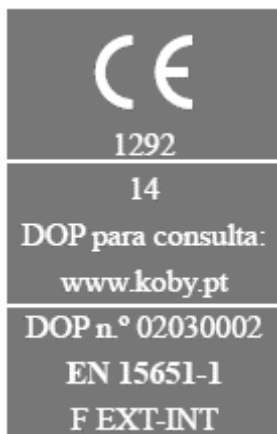 CE
1292
14
DOP para consulta:
www.koby.pt
DOP n.º 02030002
EN 15651-1
F EXT-INT